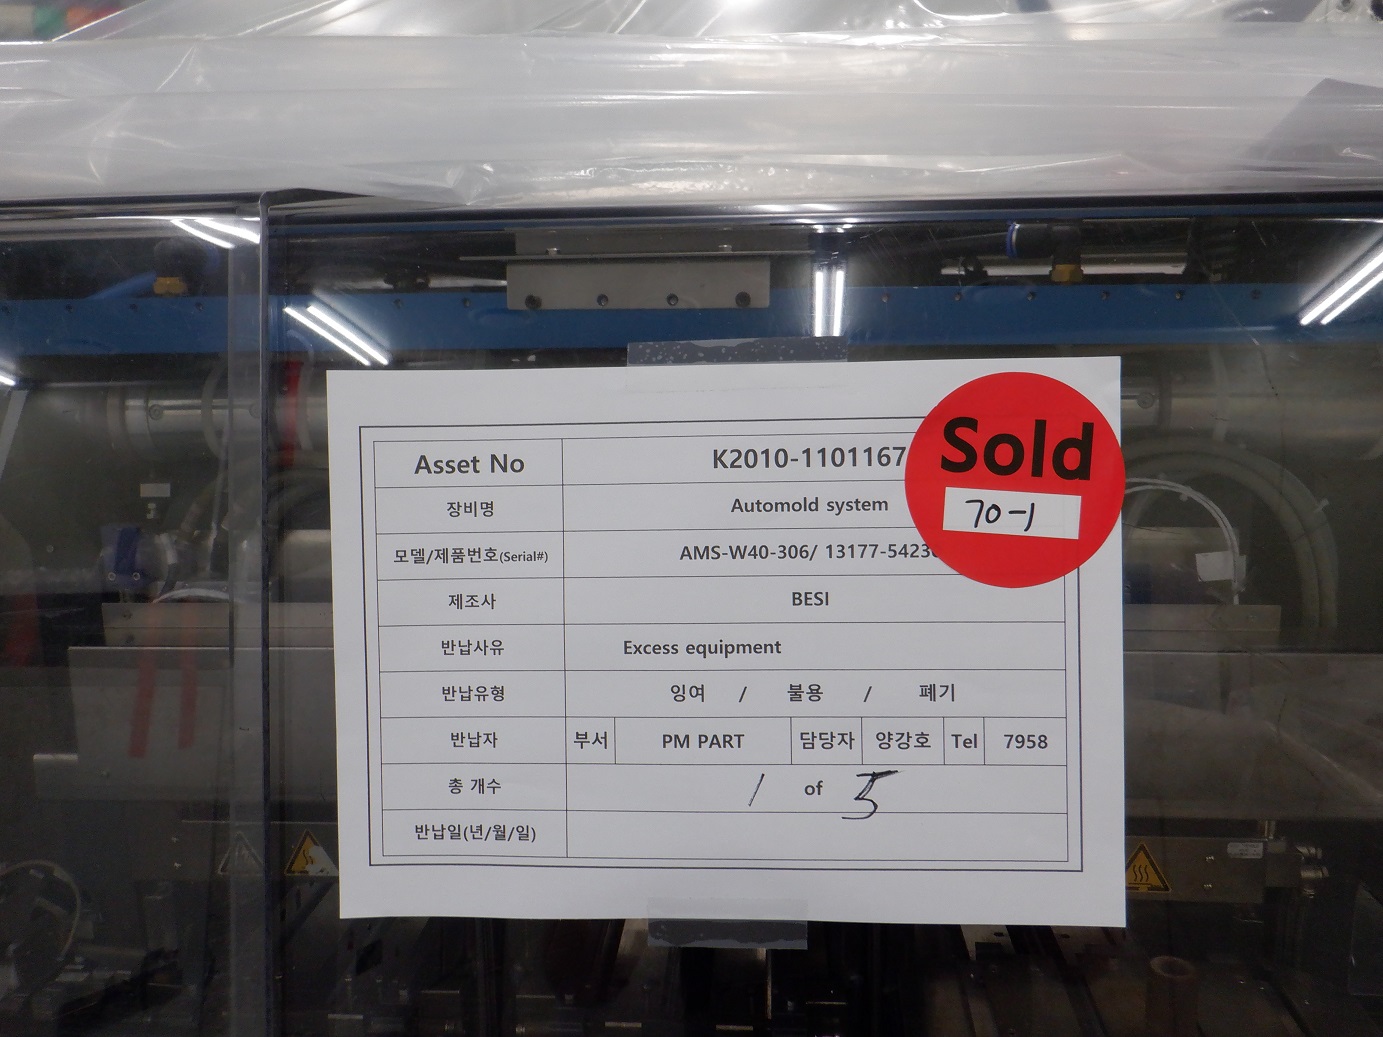 Asset No K2010-1101167
Sold
70-1
장비명 Automold system
모델/제품번호(Serial#) AMS-W40-306/ 13177-5423
제조사 BESI
반납사유 Excess equipment
반납유형 잉여 / 불용 / 폐기
반납자 부서 PM PART 담당자 양강호 Tel 7958
총 개수 1 of 5
반납일(년/월/일)